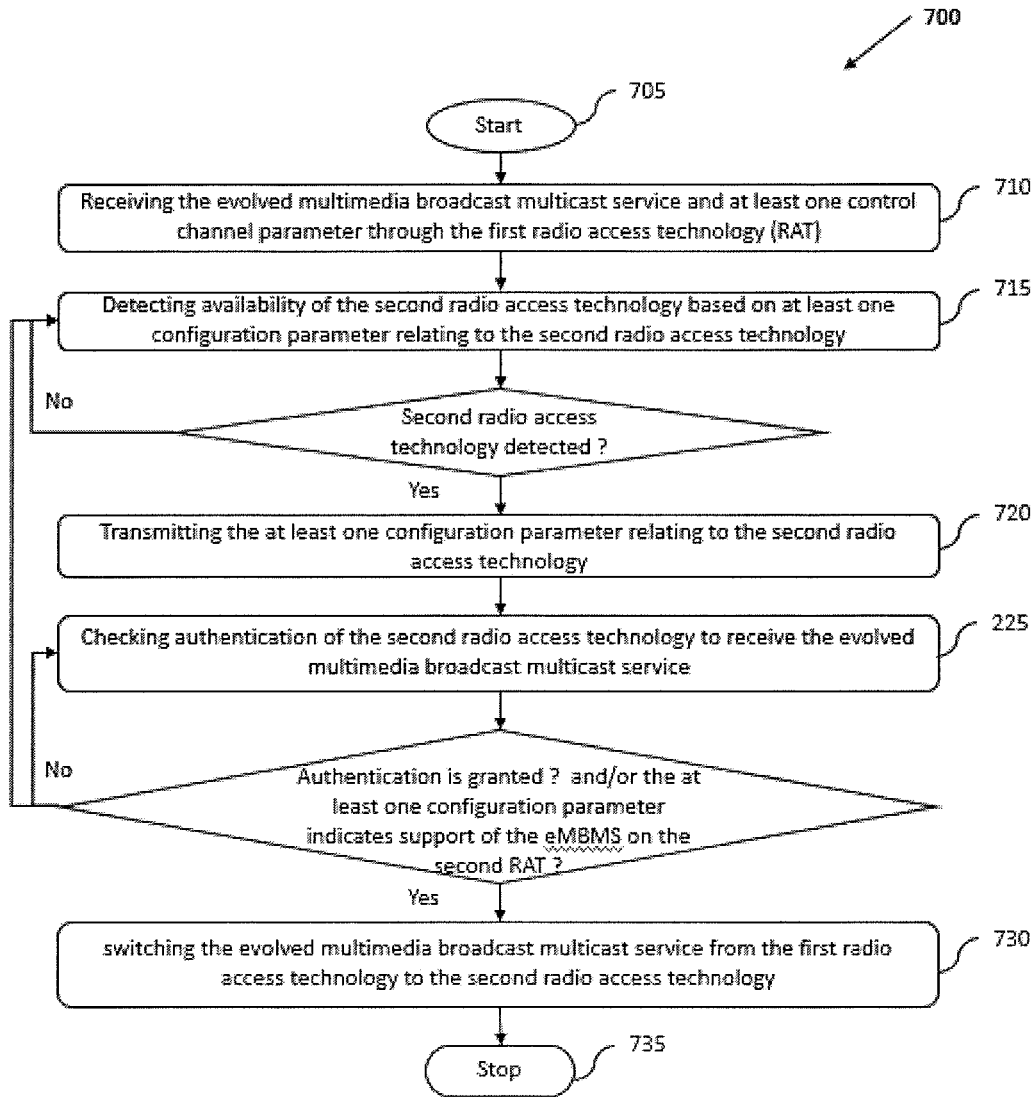 700
705
Start
710
Receiving the evolved multimedia broadcast multicast service and at least one control
channel parameter through the first radio access technology (RAT)
715
Detecting availability of the second radio access technology based on at least one
configuration parameter relating to the second radio access technology
No
Second radio access
technology detected ?
Yes
720
Transmitting the at least one configuration parameter relating to the second radio
access technology
225
Checking authentication of the second radio access technology to receive the evolved
multimedia broadcast multicast service
No
Authentication is granted ? and/or the at
least one configuration parameter
indicates support of the eMBMS on the
second RAT ?
Yes
730
switching the evolved multimedia broadcast multicast service from the first radio
access technology to the second radio access technology
735
Stop